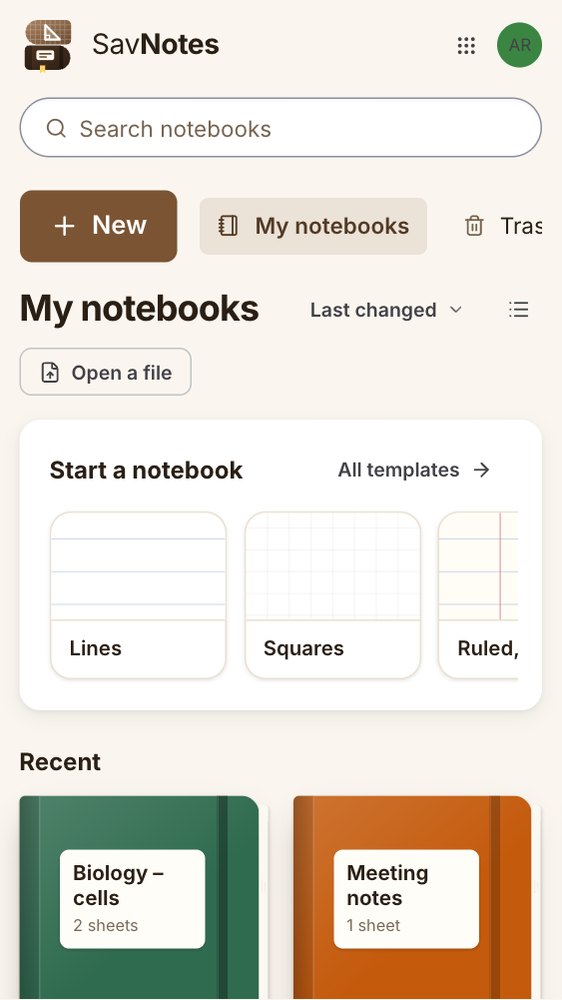 SavNotes
AR
Search notebooks
New
My notebooks
Tras
My notebooks
Last changed
Open a file
Start a notebook
All templates
Lines
Squares
Ruled,
Recent
Biology –
cells
2 sheets
Meeting
notes
1 sheet